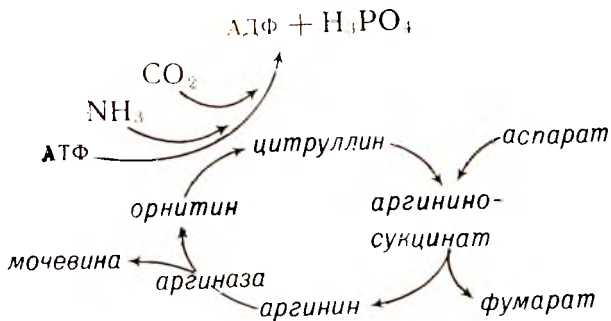 АДФ + H₃PO₄
CO₂
NH₃
АТФ
цитруллин
аспарат
орнитин
аргинино-
сукцинат
мочевина
аргиназа
аргинин
фумарат